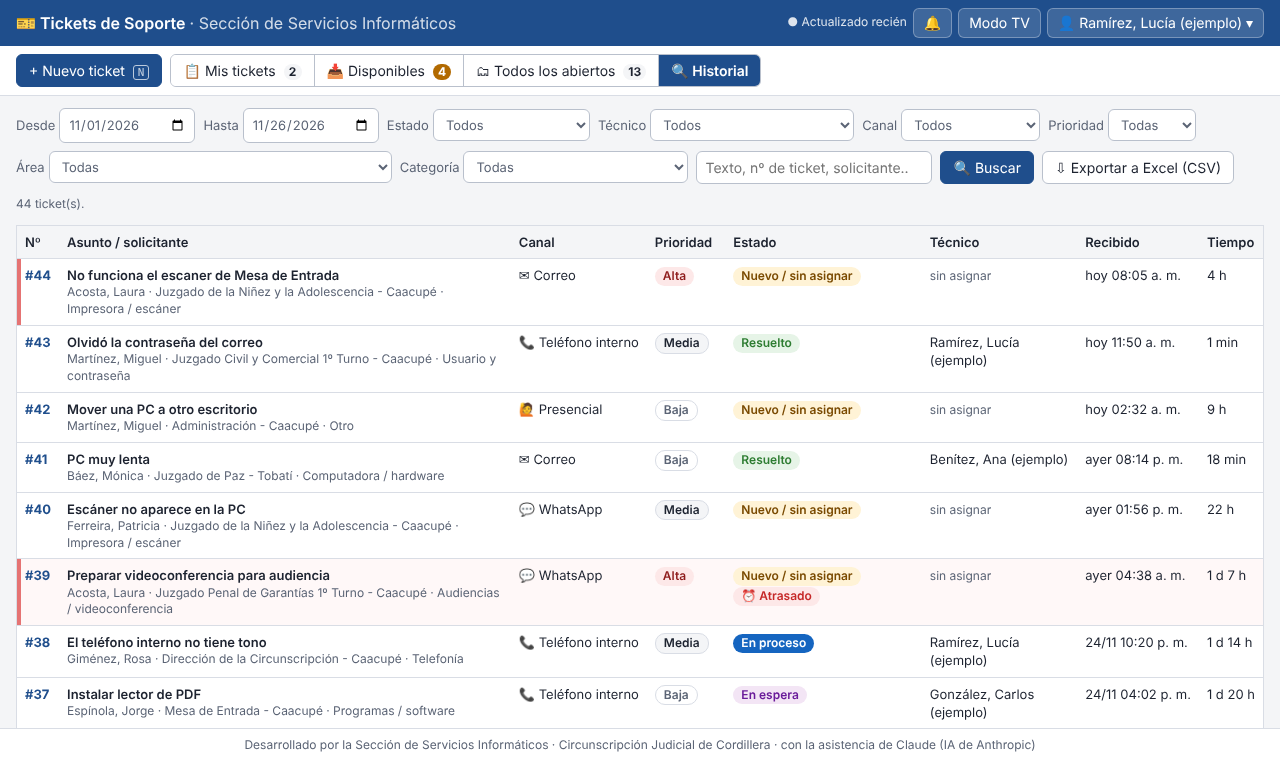 🎫 Tickets de Soporte · Sección de Servicios Informáticos
Actualizado recién 🔔 Modo TV 👤 Ramírez, Lucía (ejemplo) ▾
+ Nuevo ticket N 📋 Mis tickets 2 📥 Disponibles 4 🗂 Todos los abiertos 13 🔍 Historial
Desde 11/01/2026 Hasta 11/26/2026 Estado Todos Técnico Todos Canal Todos Prioridad Todas
Área Todas Categoría Todas Texto, nº de ticket, solicitante.. 🔍 Buscar ⇩ Exportar a Excel (CSV)
44 ticket(s).
Nº Asunto / solicitante Canal Prioridad Estado Técnico Recibido Tiempo
#44 No funciona el escaner de Mesa de Entrada ✉ Correo Alta Nuevo / sin asignar sin asignar hoy 08:05 a. m. 4 h
Acosta, Laura · Juzgado de la Niñez y la Adolescencia - Caacupé ·
Impresora / escáner
#43 Olvidó la contraseña del correo 📞 Teléfono interno Media Resuelto Ramírez, Lucía (ejemplo) hoy 11:50 a. m. 1 min
Martínez, Miguel · Juzgado Civil y Comercial 1º Turno - Caacupé · Usuario y
contraseña
#42 Mover una PC a otro escritorio 🙋 Presencial Baja Nuevo / sin asignar sin asignar hoy 02:32 a. m. 9 h
Martínez, Miguel · Administración - Caacupé · Otro
#41 PC muy lenta ✉ Correo Baja Resuelto Benítez, Ana (ejemplo) ayer 08:14 p. m. 18 min
Báez, Mónica · Juzgado de Paz - Tobatí · Computadora / hardware
#40 Escáner no aparece en la PC 💬 WhatsApp Media Nuevo / sin asignar sin asignar ayer 01:56 p. m. 22 h
Ferreira, Patricia · Juzgado de la Niñez y la Adolescencia - Caacupé ·
Impresora / escáner
#39 Preparar videoconferencia para audiencia 💬 WhatsApp Alta Nuevo / sin asignar sin asignar ayer 04:38 a. m. 1 d 7 h
Acosta, Laura · Juzgado Penal de Garantías 1º Turno - Caacupé · Audiencias ⏰ Atrasado
/ videoconferencia
#38 El teléfono interno no tiene tono 📞 Teléfono interno Media En proceso Ramírez, Lucía (ejemplo) 24/11 10:20 p. m. 1 d 14 h
Giménez, Rosa · Dirección de la Circunscripción - Caacupé · Telefonía
#37 Instalar lector de PDF 📞 Teléfono interno Baja En espera González, Carlos (ejemplo) 24/11 04:02 p. m. 1 d 20 h
Espínola, Jorge · Mesa de Entrada - Caacupé · Programas / software
Desarrollado por la Sección de Servicios Informáticos · Circunscripción Judicial de Cordillera · con la asistencia de Claude (IA de Anthropic)